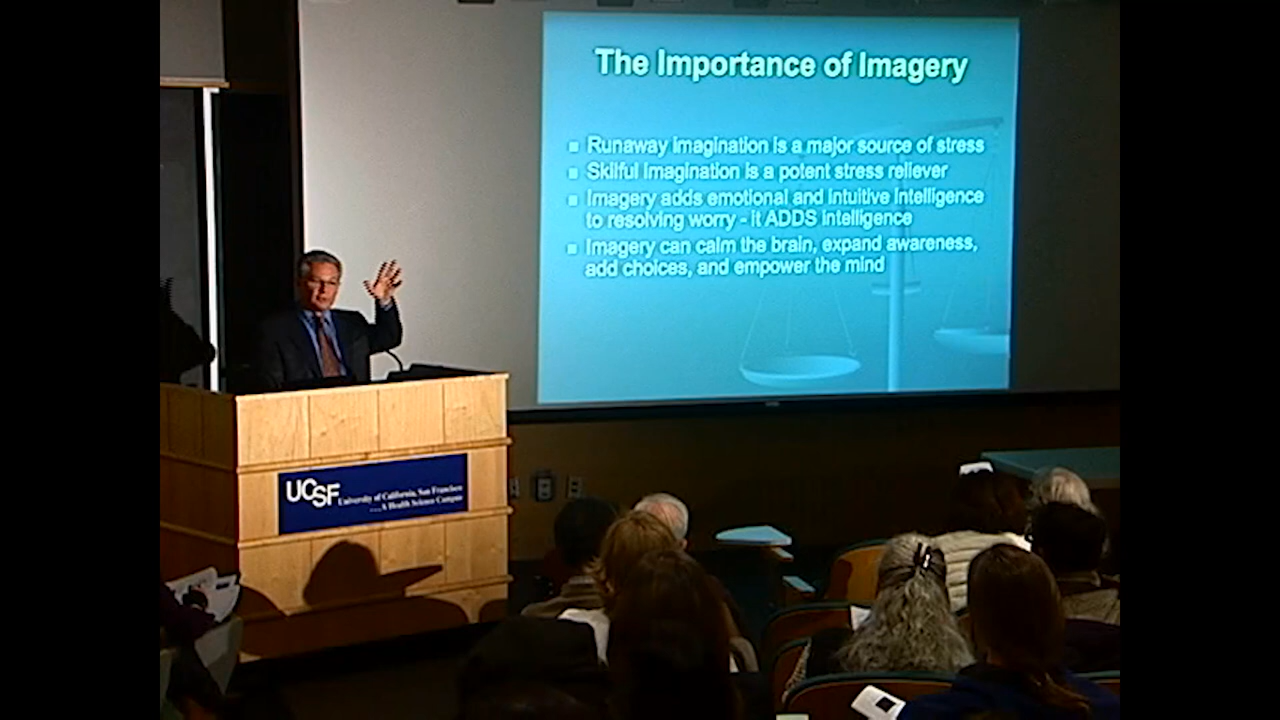 The Importance of Imagery
Runaway imagination is a major source of stress
Skilful imagination is a potent stress reliever
Imagery adds emotional and intuitive intelligence
to resolving worry - it ADDS intelligence
Imagery can calm the brain, expand awareness,
add choices, and empower the mind
UCSF University of California, San Francisco
....A Health Science Campus